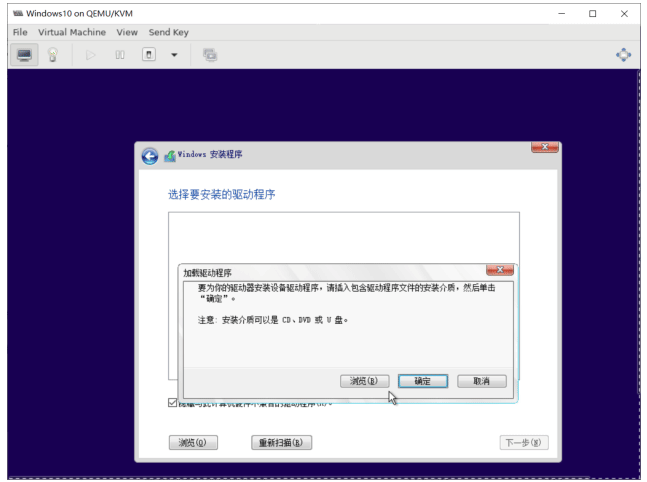 Windows10 on QEMU/KVM
File Virtual Machine View Send Key
Windows 安装程序
选择要安装的驱动程序
加载驱动程序
要为你的驱动器安装设备驱动程序，请插入包含驱动程序文件的安装介质，然后单击
“确定”。
注意: 安装介质可以是 CD、DVD 或 U 盘。
浏览(B) 确定 取消
浏览(O) 重新扫描(R) 下一步(N)